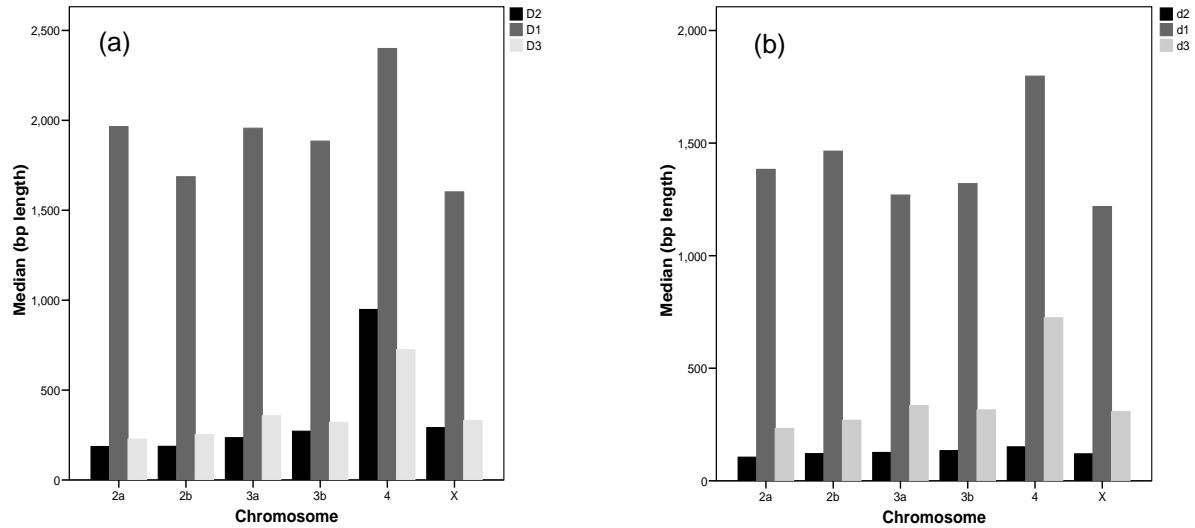 (a)
D2
D1
D3
Median (bp length)
2,500
2,000
1,500
1,000
500
0
2a 2b 3a 3b 4 X
Chromosome
(b)
d2
d1
d3
Median (bp length)
2,000
1,500
1,000
500
0
2a 2b 3a 3b 4 X
Chromosome